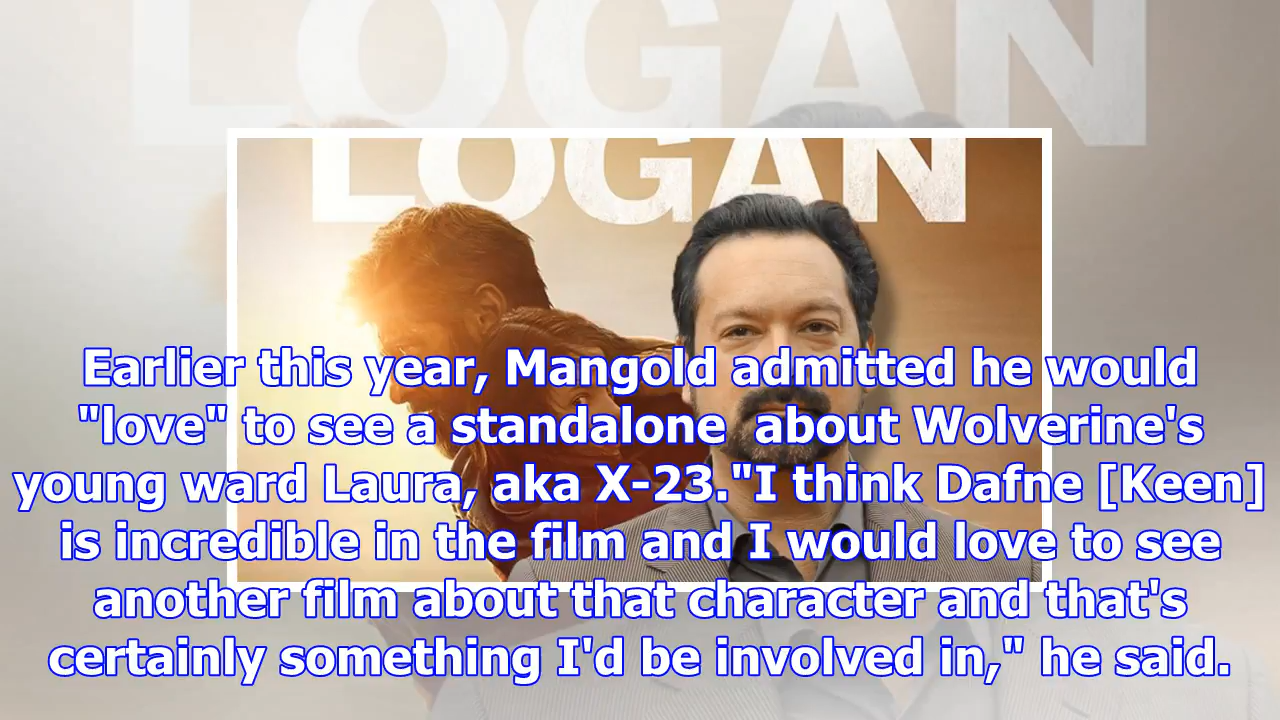 LOGAN
LOGAN
Earlier this year, Mangold admitted he would
"love" to see a standalone  about Wolverine's
young ward Laura, aka X-23."I think Dafne [Keen]
is incredible in the film and I would love to see
another film about that character and that's
certainly something I'd be involved in," he said.